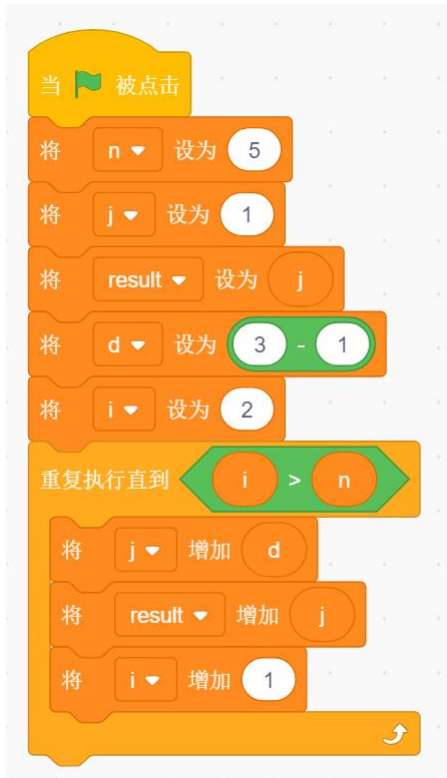 当 被点击
将 n 设为 5
将 j 设为 1
将 result 设为 j
将 d 设为 3 - 1
将 i 设为 2
重复执行直到 i > n
将 j 增加 d
将 result 增加 j
将 i 增加 1